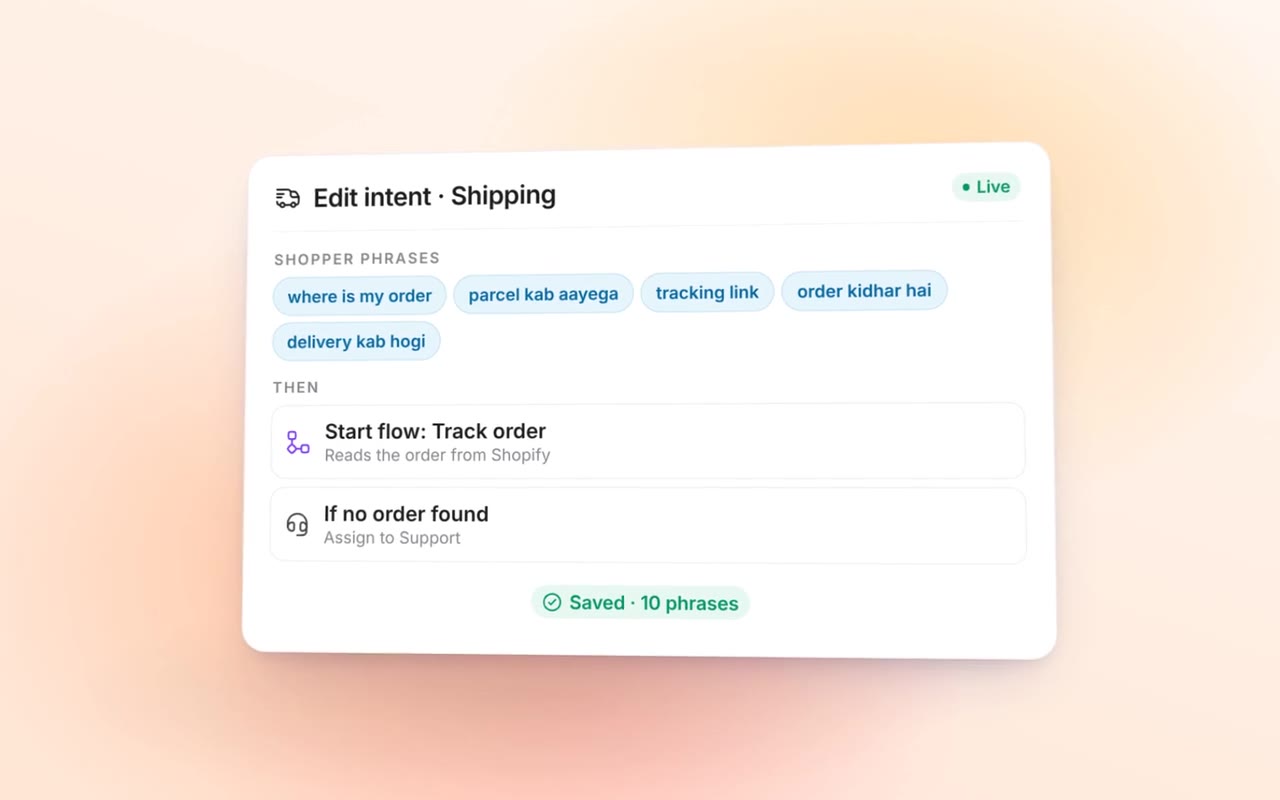 Edit intent · Shipping
Live
SHOPPER PHRASES
where is my order
parcel kab aayega
tracking link
order kidhar hai
delivery kab hogi
THEN
Start flow: Track order
Reads the order from Shopify
If no order found
Assign to Support
Saved · 10 phrases